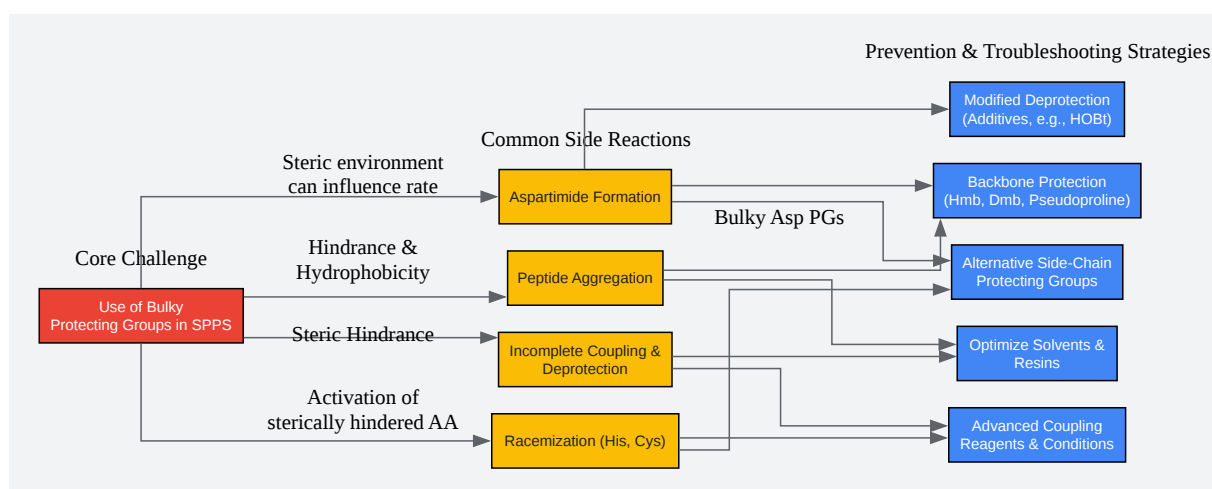 Prevention & Troubleshooting Strategies
Modified Deprotection
(Additives, e.g., HOBt)
Common Side Reactions
Steric environment
can influence rate
Aspartimide Formation
Backbone Protection
(Hmb, Dmb, Pseudoproline)
Bulky Asp PGs
Core Challenge
Hindrance &
Hydrophobicity
Peptide Aggregation
Alternative Side-Chain
Protecting Groups
Use of Bulky
Protecting Groups in SPPS
Steric Hindrance
Incomplete Coupling &
Deprotection
Optimize Solvents &
Resins
Activation of
sterically hindered AA
Racemization (His, Cys)
Advanced Coupling
Reagents & Conditions